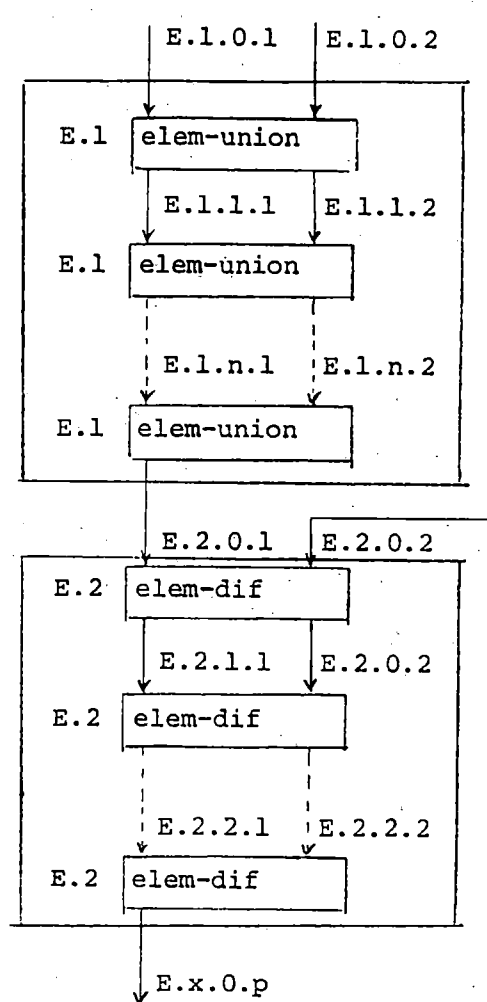 E.1.0.1 E.1.0.2
E.1 elem-union
E.1.1.1 E.1.1.2
E.1 elem-union
E.1.n.1 E.1.n.2
E.1 elem-union
E.2.0.1 E.2.0.2
E.2 elem-dif
E.2.1.1 E.2.0.2
E.2 elem-dif
E.2.2.1 E.2.2.2
E.2 elem-dif
E.x.0.p